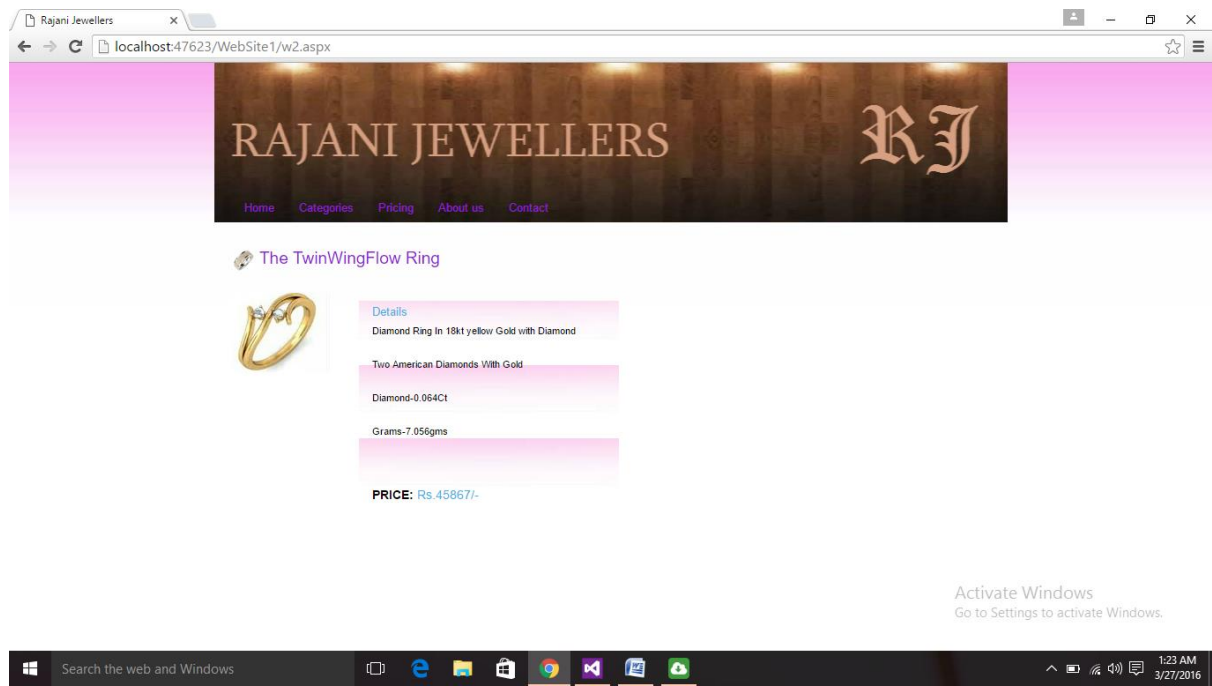 Rajani Jewellers
localhost:47623/WebSite1/w2.aspx
RAJANI JEWELLERS
RJ
Home Categories Pricing About us Contact
The TwinWingFlow Ring
Details
Diamond Ring In 18kt yellow Gold with Diamond
Two American Diamonds With Gold
Diamond-0.064Ct
Grams-7.056gms
PRICE: Rs.45867/-
Activate Windows
Go to Settings to activate Windows.
Search the web and Windows
1:23 AM
3/27/2016